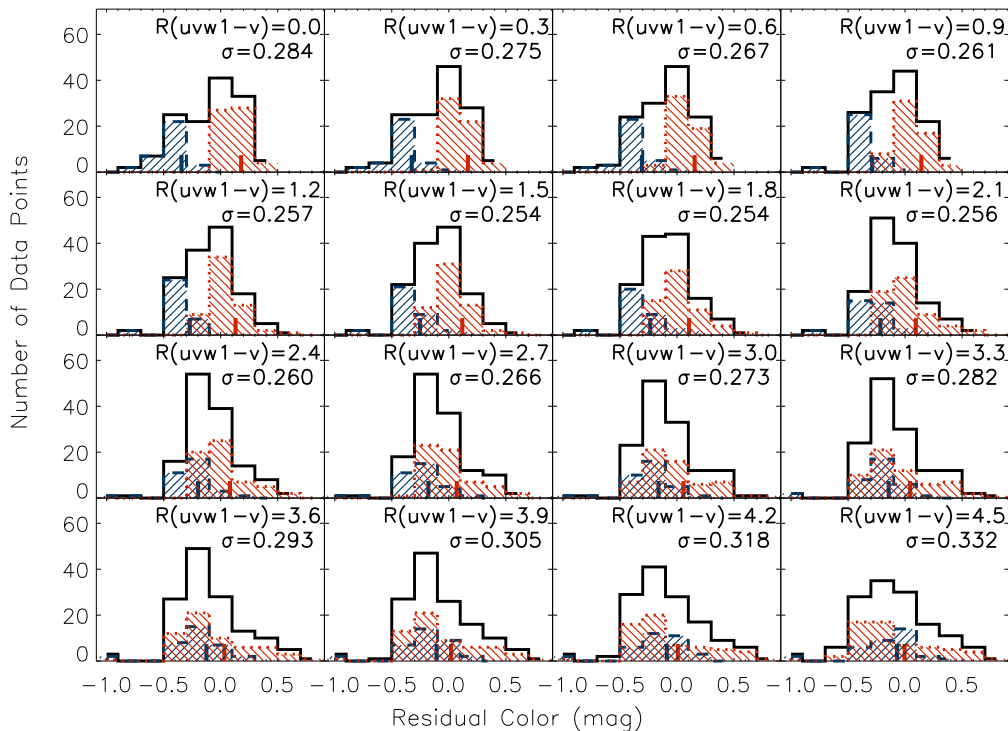 60
R(uvw1-v)=0.0
R(uvw1-v)=0.3
R(uvw1-v)=0.6
R(uvw1-v)=0.9
σ=0.284
σ=0.275
σ=0.267
σ=0.261
40
20
0
60
R(uvw1-v)=1.2
R(uvw1-v)=1.5
R(uvw1-v)=1.8
R(uvw1-v)=2.1
σ=0.257
σ=0.254
σ=0.254
σ=0.256
40
20
0
Number of Data Points
60
R(uvw1-v)=2.4
R(uvw1-v)=2.7
R(uvw1-v)=3.0
R(uvw1-v)=3.3
σ=0.260
σ=0.266
σ=0.273
σ=0.282
40
20
0
60
R(uvw1-v)=3.6
R(uvw1-v)=3.9
R(uvw1-v)=4.2
R(uvw1-v)=4.5
σ=0.293
σ=0.305
σ=0.318
σ=0.332
40
20
0
-1.0 -0.5 0.0 0.5 -1.0 -0.5 0.0 0.5 -1.0 -0.5 0.0 0.5 -1.0 -0.5 0.0 0.5
Residual Color (mag)